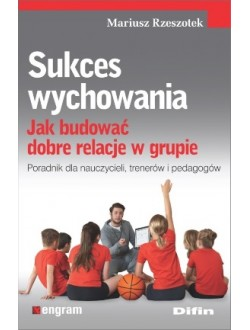 Mariusz Rzeszotek
Sukces
wychowania
Jak budować
dobre relacje w grupie
Poradnik dla nauczycieli, trenerów i pedagogów
engram
Difin